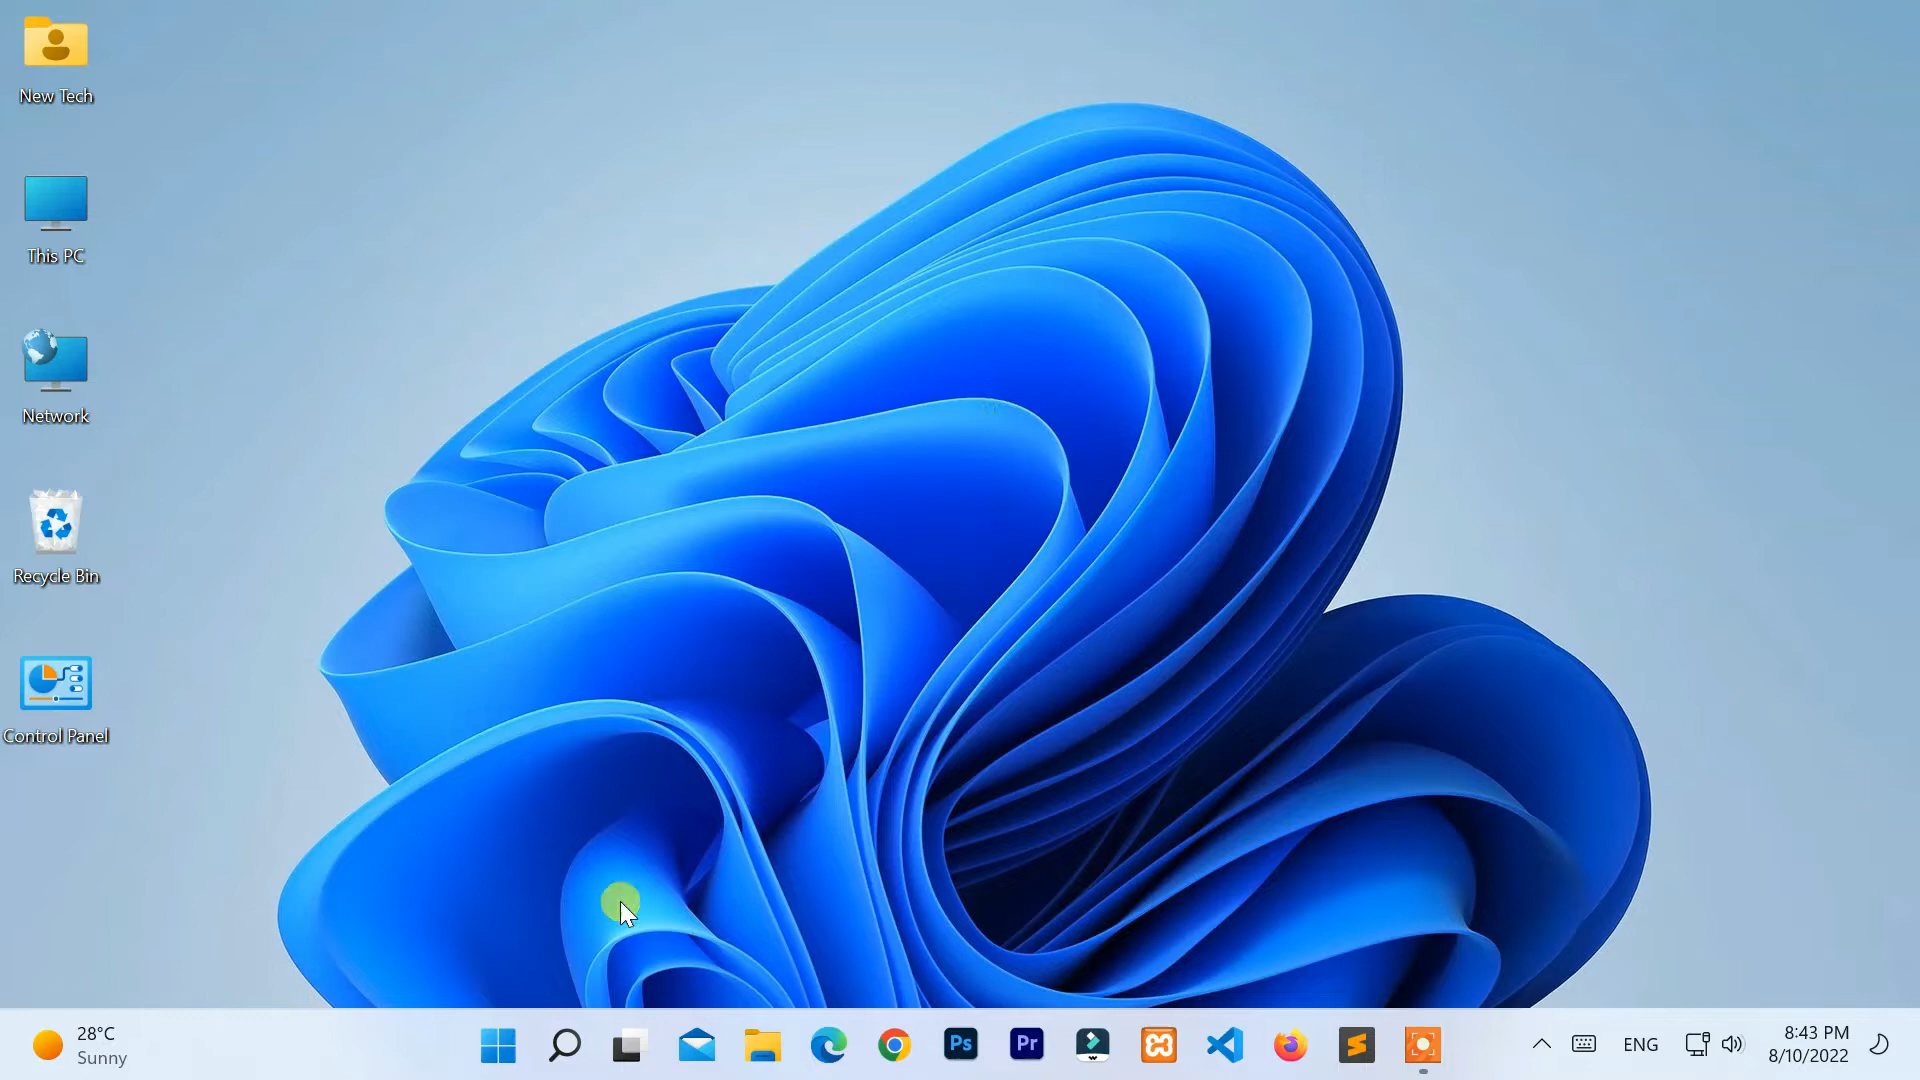 New Tech
This PC
Network
Recycle Bin
Control Panel
28°C
Sunny
Ps
Pr
ENG
8:43 PM
8/10/2022